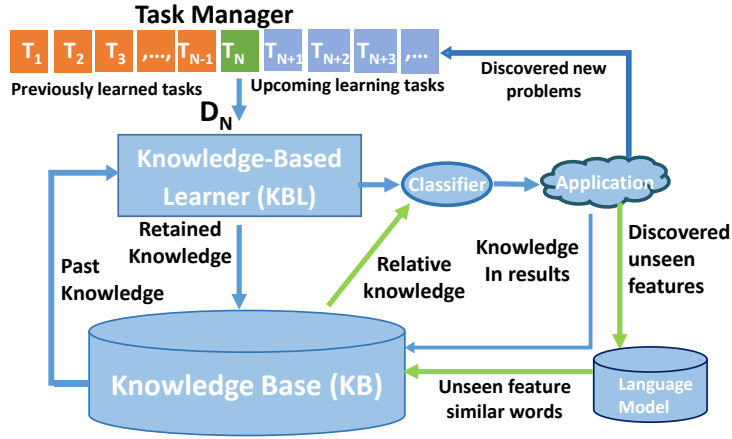 Task Manager
T1 T2 T3 ,..., TN-1 TN TN+1 TN+2 TN+3 ,...
Previously learned tasks
Upcoming learning tasks
Discovered new
problems
DN
Knowledge-Based
Learner (KBL)
Classifier
Application
Retained
Knowledge
Past
Knowledge
Relative
knowledge
Knowledge
In results
Discovered
unseen
features
Knowledge Base (KB)
Unseen feature
similar words
Language
Model